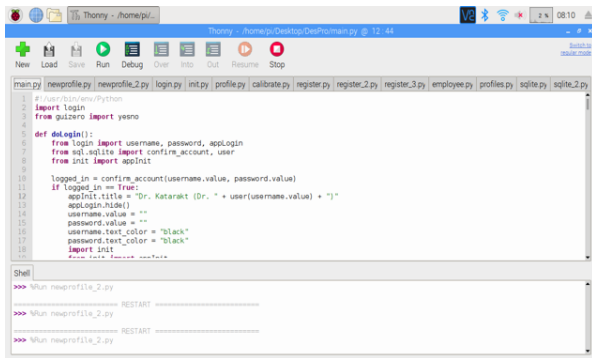 Thonny - /home/pi/...
2 %
08:10
Thonny - /home/pi/Desktop/DesPro/main.py @ 12 : 44
New Load Save Run Debug Over Into Out Resume Stop
Switch to
regular mode
main.py newprofile.py newprofile_2.py login.py init.py profile.py calibrate.py register.py register_2.py register_3.py employee.py profiles.py sqlite.py sqlite_2.py
1 #!/usr/bin/env/Python
2 import login
3 from guizero import yesno
4
5 def doLogin():
6 from login import username, password, appLogin
7 from sql.sqlite import confirm_account, user
8 from init import appInit
9
10 logged_in = confirm_account(username.value, password.value)
11 if logged_in == True:
12 appInit.title = "Dr. Katarakt (Dr. " + user(username.value) + ")"
13 appLogin.hide()
14 username.value = ""
15 password.value = ""
16 username.text_color = "black"
17 password.text_color = "black"
18 import init
from init import appInit
Shell
>>> %Run newprofile_2.py
========================= RESTART =========================
>>> %Run newprofile_2.py
========================= RESTART =========================
>>> %Run newprofile_2.py